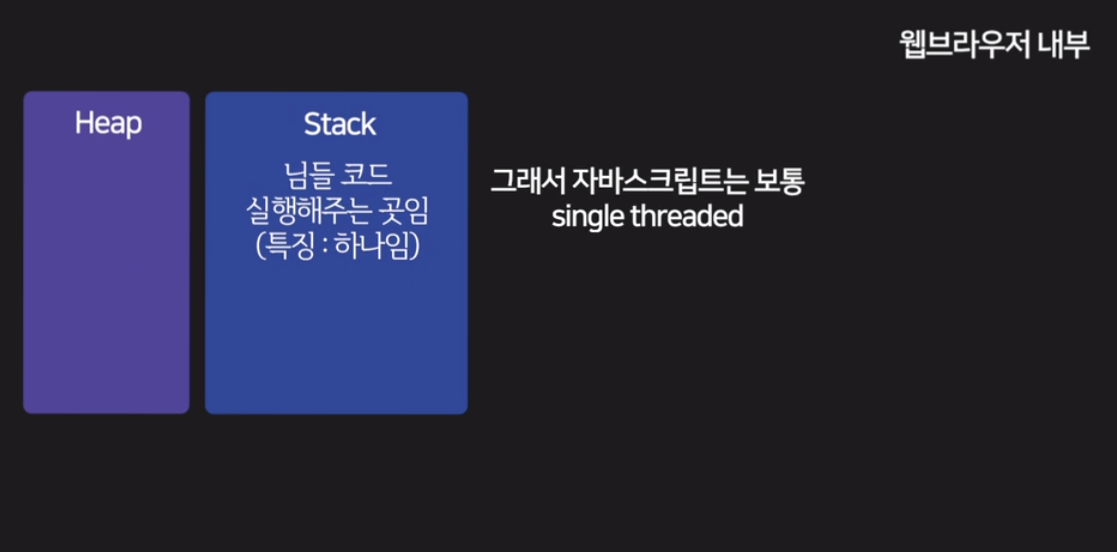 웹브라우저 내부
Heap
Stack
님들 코드
실행해주는 곳임
(특징 : 하나임)
그래서 자바스크립트는 보통
single threaded